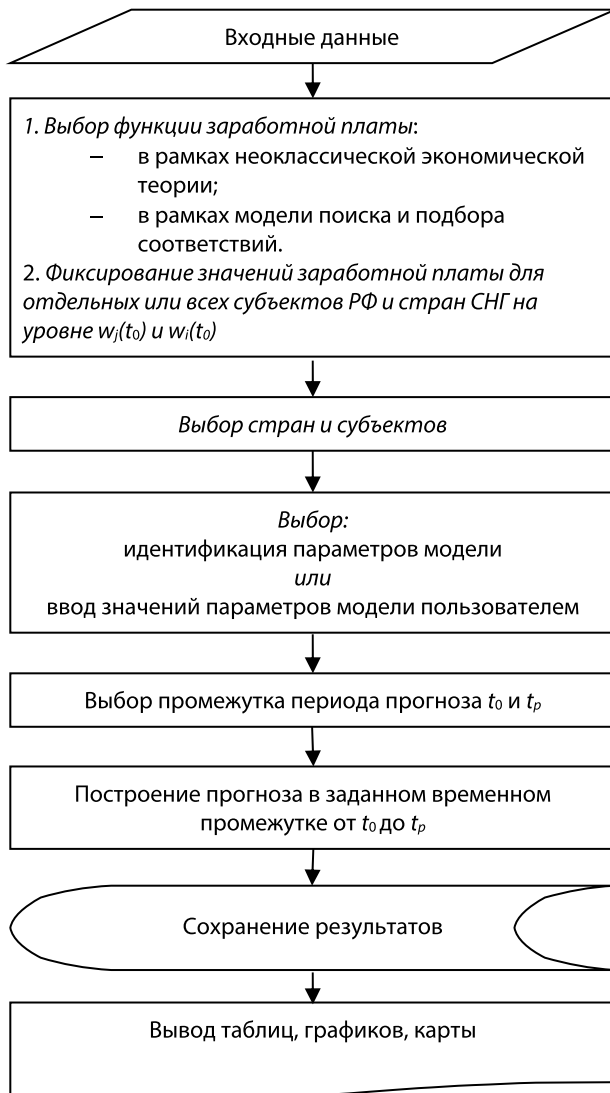 Входные данные
1. Выбор функции заработной платы:
– в рамках неоклассической экономической
теории;
– в рамках модели поиска и подбора
соответствий.
2. Фиксирование значений заработной платы для
отдельных или всех субъектов РФ и стран СНГ на
уровне wⱼ(t₀) и wᵢ(t₀)
Выбор стран и субъектов
Выбор:
идентификация параметров модели
или
ввод значений параметров модели пользователем
Выбор промежутка периода прогноза t₀ и tₚ
Построение прогноза в заданном временном
промежутке от t₀ до tₚ
Сохранение результатов
Вывод таблиц, графиков, карты